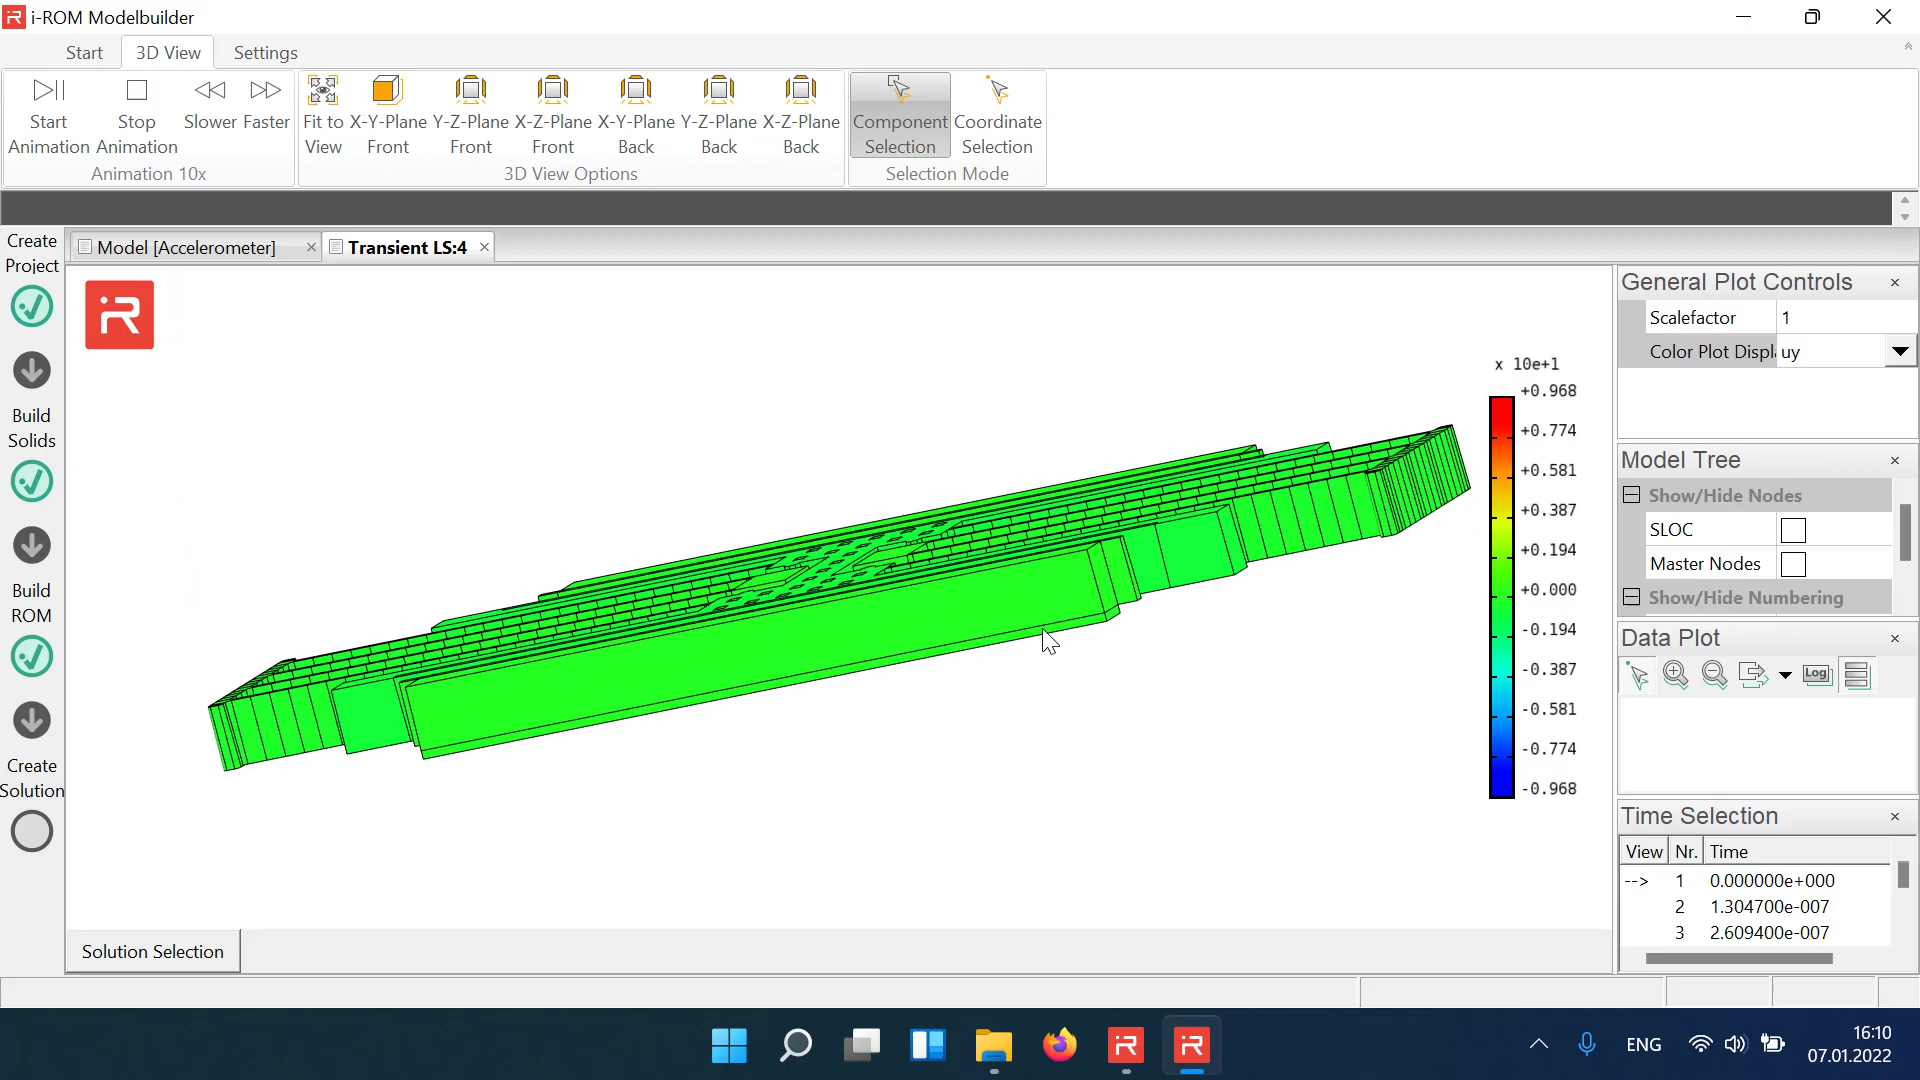 i-ROM Modelbuilder
Start
3D View
Settings
Start Animation
Stop Animation
Slower
Faster
Animation 10x
Fit to View
X-Y-Plane Front
Y-Z-Plane Front
X-Z-Plane Front
X-Y-Plane Back
Y-Z-Plane Back
X-Z-Plane Back
3D View Options
Component Selection
Coordinate Selection
Selection Mode
Create Project
Build Solids
Build ROM
Create Solution
Model [Accelerometer]
Transient LS:4
x 10e+1
+0.968
+0.774
+0.581
+0.387
+0.194
+0.000
-0.194
-0.387
-0.581
-0.774
-0.968
Solution Selection
General Plot Controls
Scalefactor 1
Color Plot Displ uy
Model Tree
Show/Hide Nodes
SLOC
Master Nodes
Show/Hide Numbering
Data Plot
Log
Time Selection
View Nr. Time
--> 1 0.000000e+000
2 1.304700e-007
3 2.609400e-007
ENG
16:10
07.01.2022